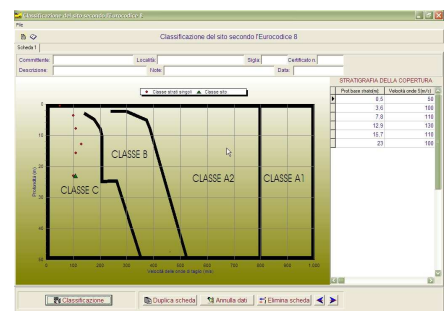 Classificazione del sito secondo l'Eurocodice 8
File
Classificazione del sito secondo l'Eurocodice 8
Scheda 1
Committente: Località: Sigla: Certificato n.
Descrizione: Note: Data:
STRATIGRAFIA DELLA COPERTURA
Prof.base strato(m) Velocità onde S(m/s)
0.5 50
3.6 100
7.8 110
12.9 130
15.7 110
23 100
Classe strati singoli Classe sito
0
10
20
30
40
50
Profondità (m)
CLASSE C
CLASSE B
CLASSE A2
CLASSE A1
0 100 200 300 400 500 600 700 800 900 1.000
Velocità delle onde di taglio (m/s)
Classificazione Duplica scheda Annulla dati Elimina scheda